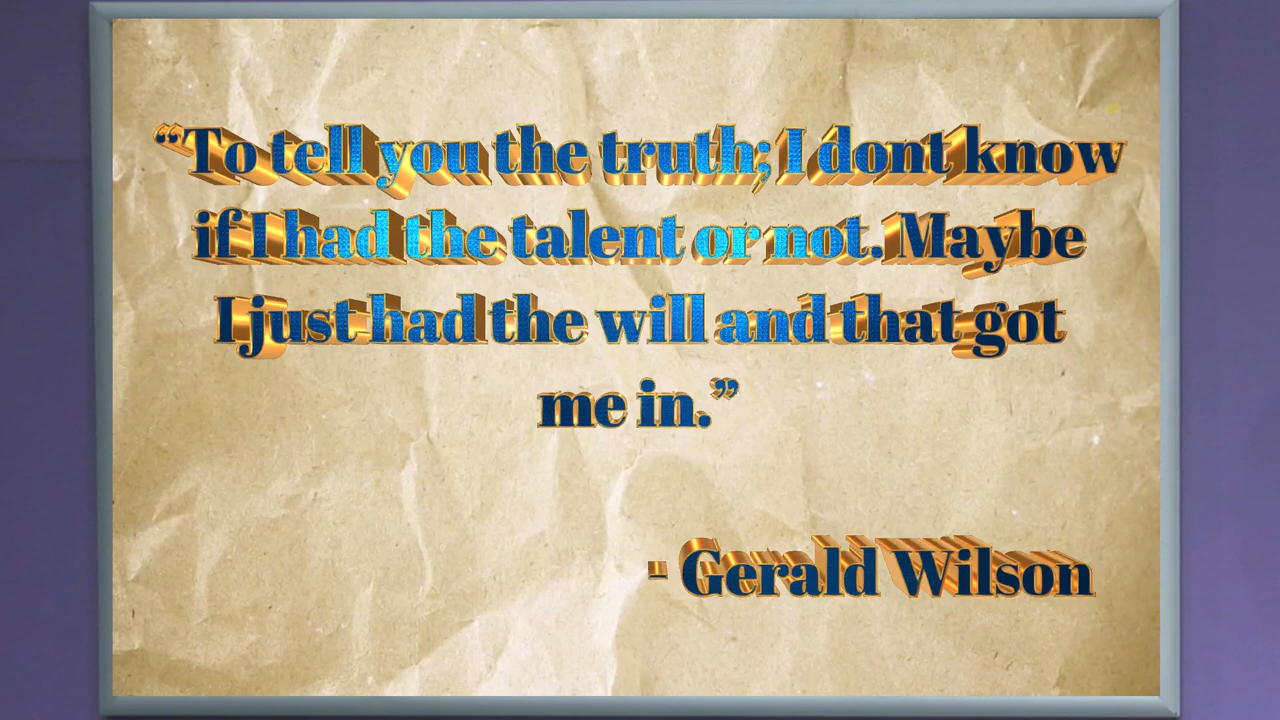 “To tell you the truth; I dont know
if I had the talent or not. Maybe
I just had the will and that got
me in.”
- Gerald Wilson